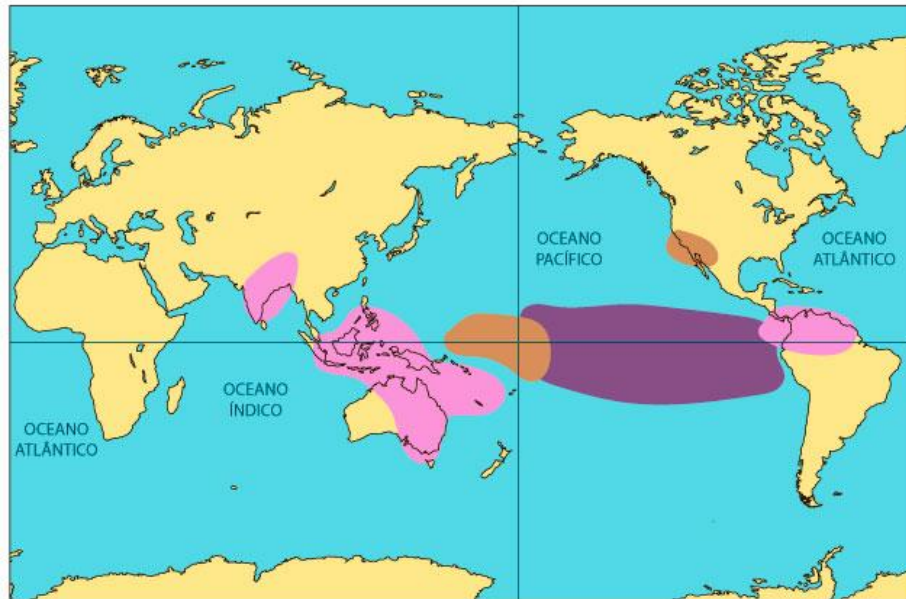 OCEANO
PACÍFICO
OCEANO
ATLÂNTICO
OCEANO
ÍNDICO
OCEANO
ATLÂNTICO